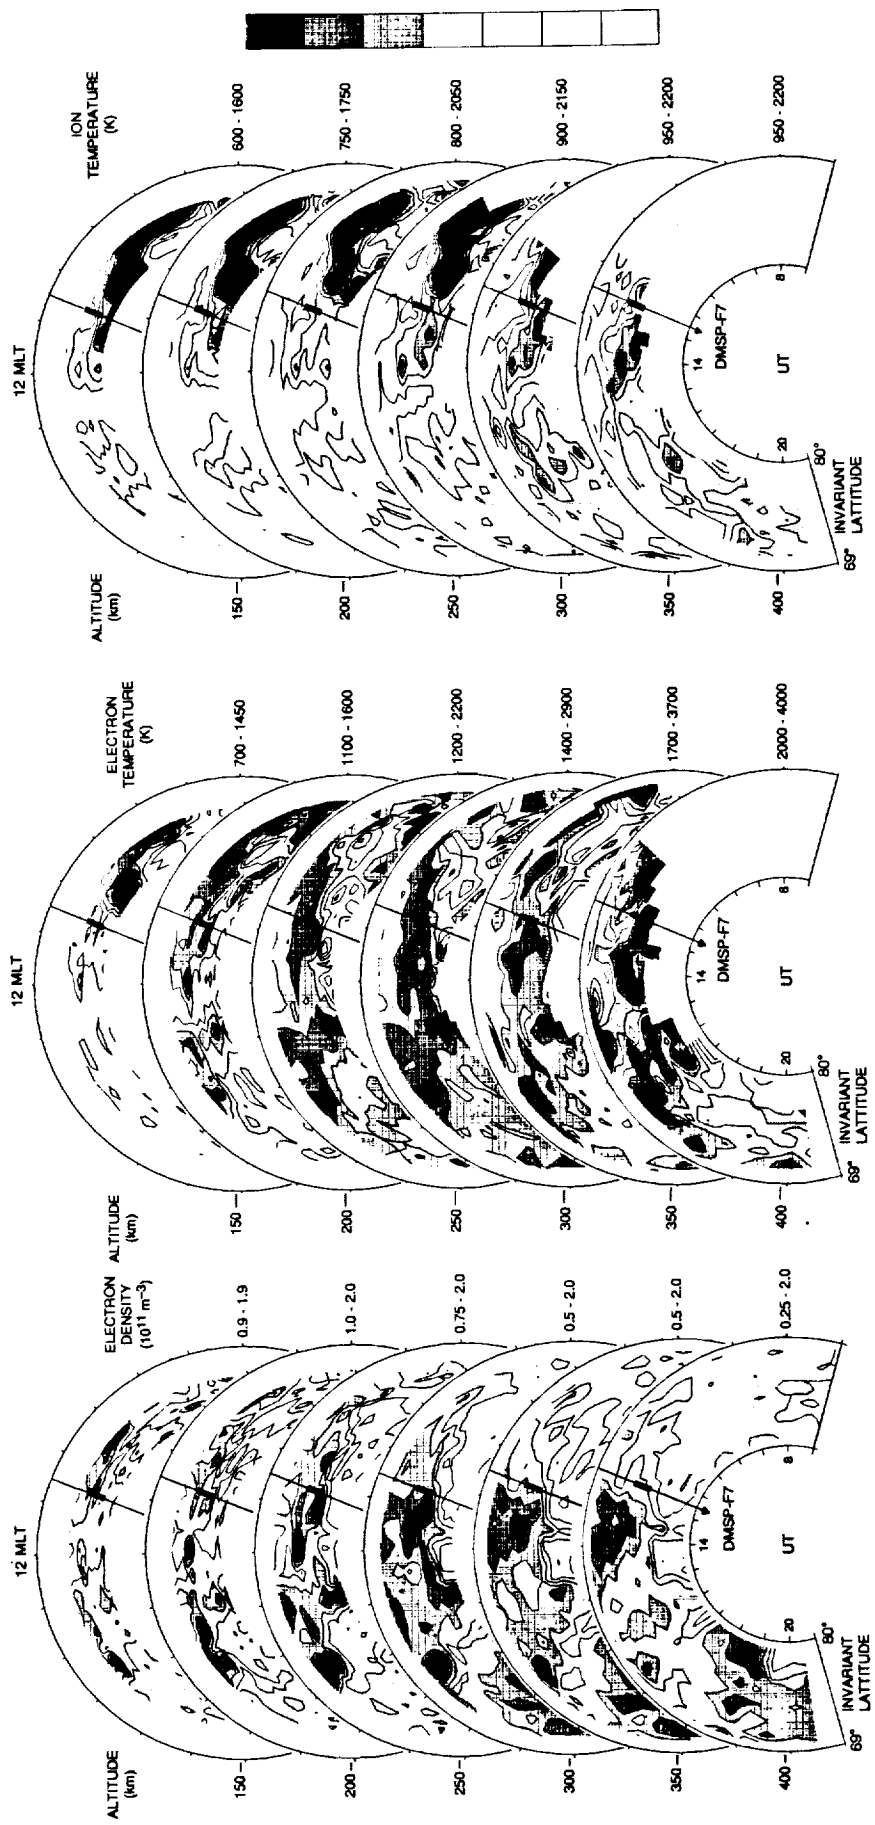 12 MLT
ALTITUDE
(km)
ELECTRON
DENSITY
(10¹¹ m⁻³)
150
0.9 - 1.9
200
1.0 - 2.0
250
0.75 - 2.0
300
0.5 - 2.0
350
0.5 - 2.0
400
0.25 - 2.0
14
DMSP-F7
8
UT
20
80°
69°
INVARIANT
LATTITUDE
12 MLT
ALTITUDE
(km)
ELECTRON
TEMPERATURE
(K)
150
700 - 1450
200
1100 - 1600
250
1200 - 2200
300
1400 - 2900
350
1700 - 3700
400
2000 - 4000
14
DMSP-F7
8
UT
20
80°
69°
INVARIANT
LATTITUDE
12 MLT
ALTITUDE
(km)
ION
TEMPERATURE
(K)
150
600 - 1600
200
750 - 1750
250
800 - 2050
300
900 - 2150
350
950 - 2200
400
950 - 2200
14
DMSP-F7
8
UT
20
80°
69°
INVARIANT
LATTITUDE